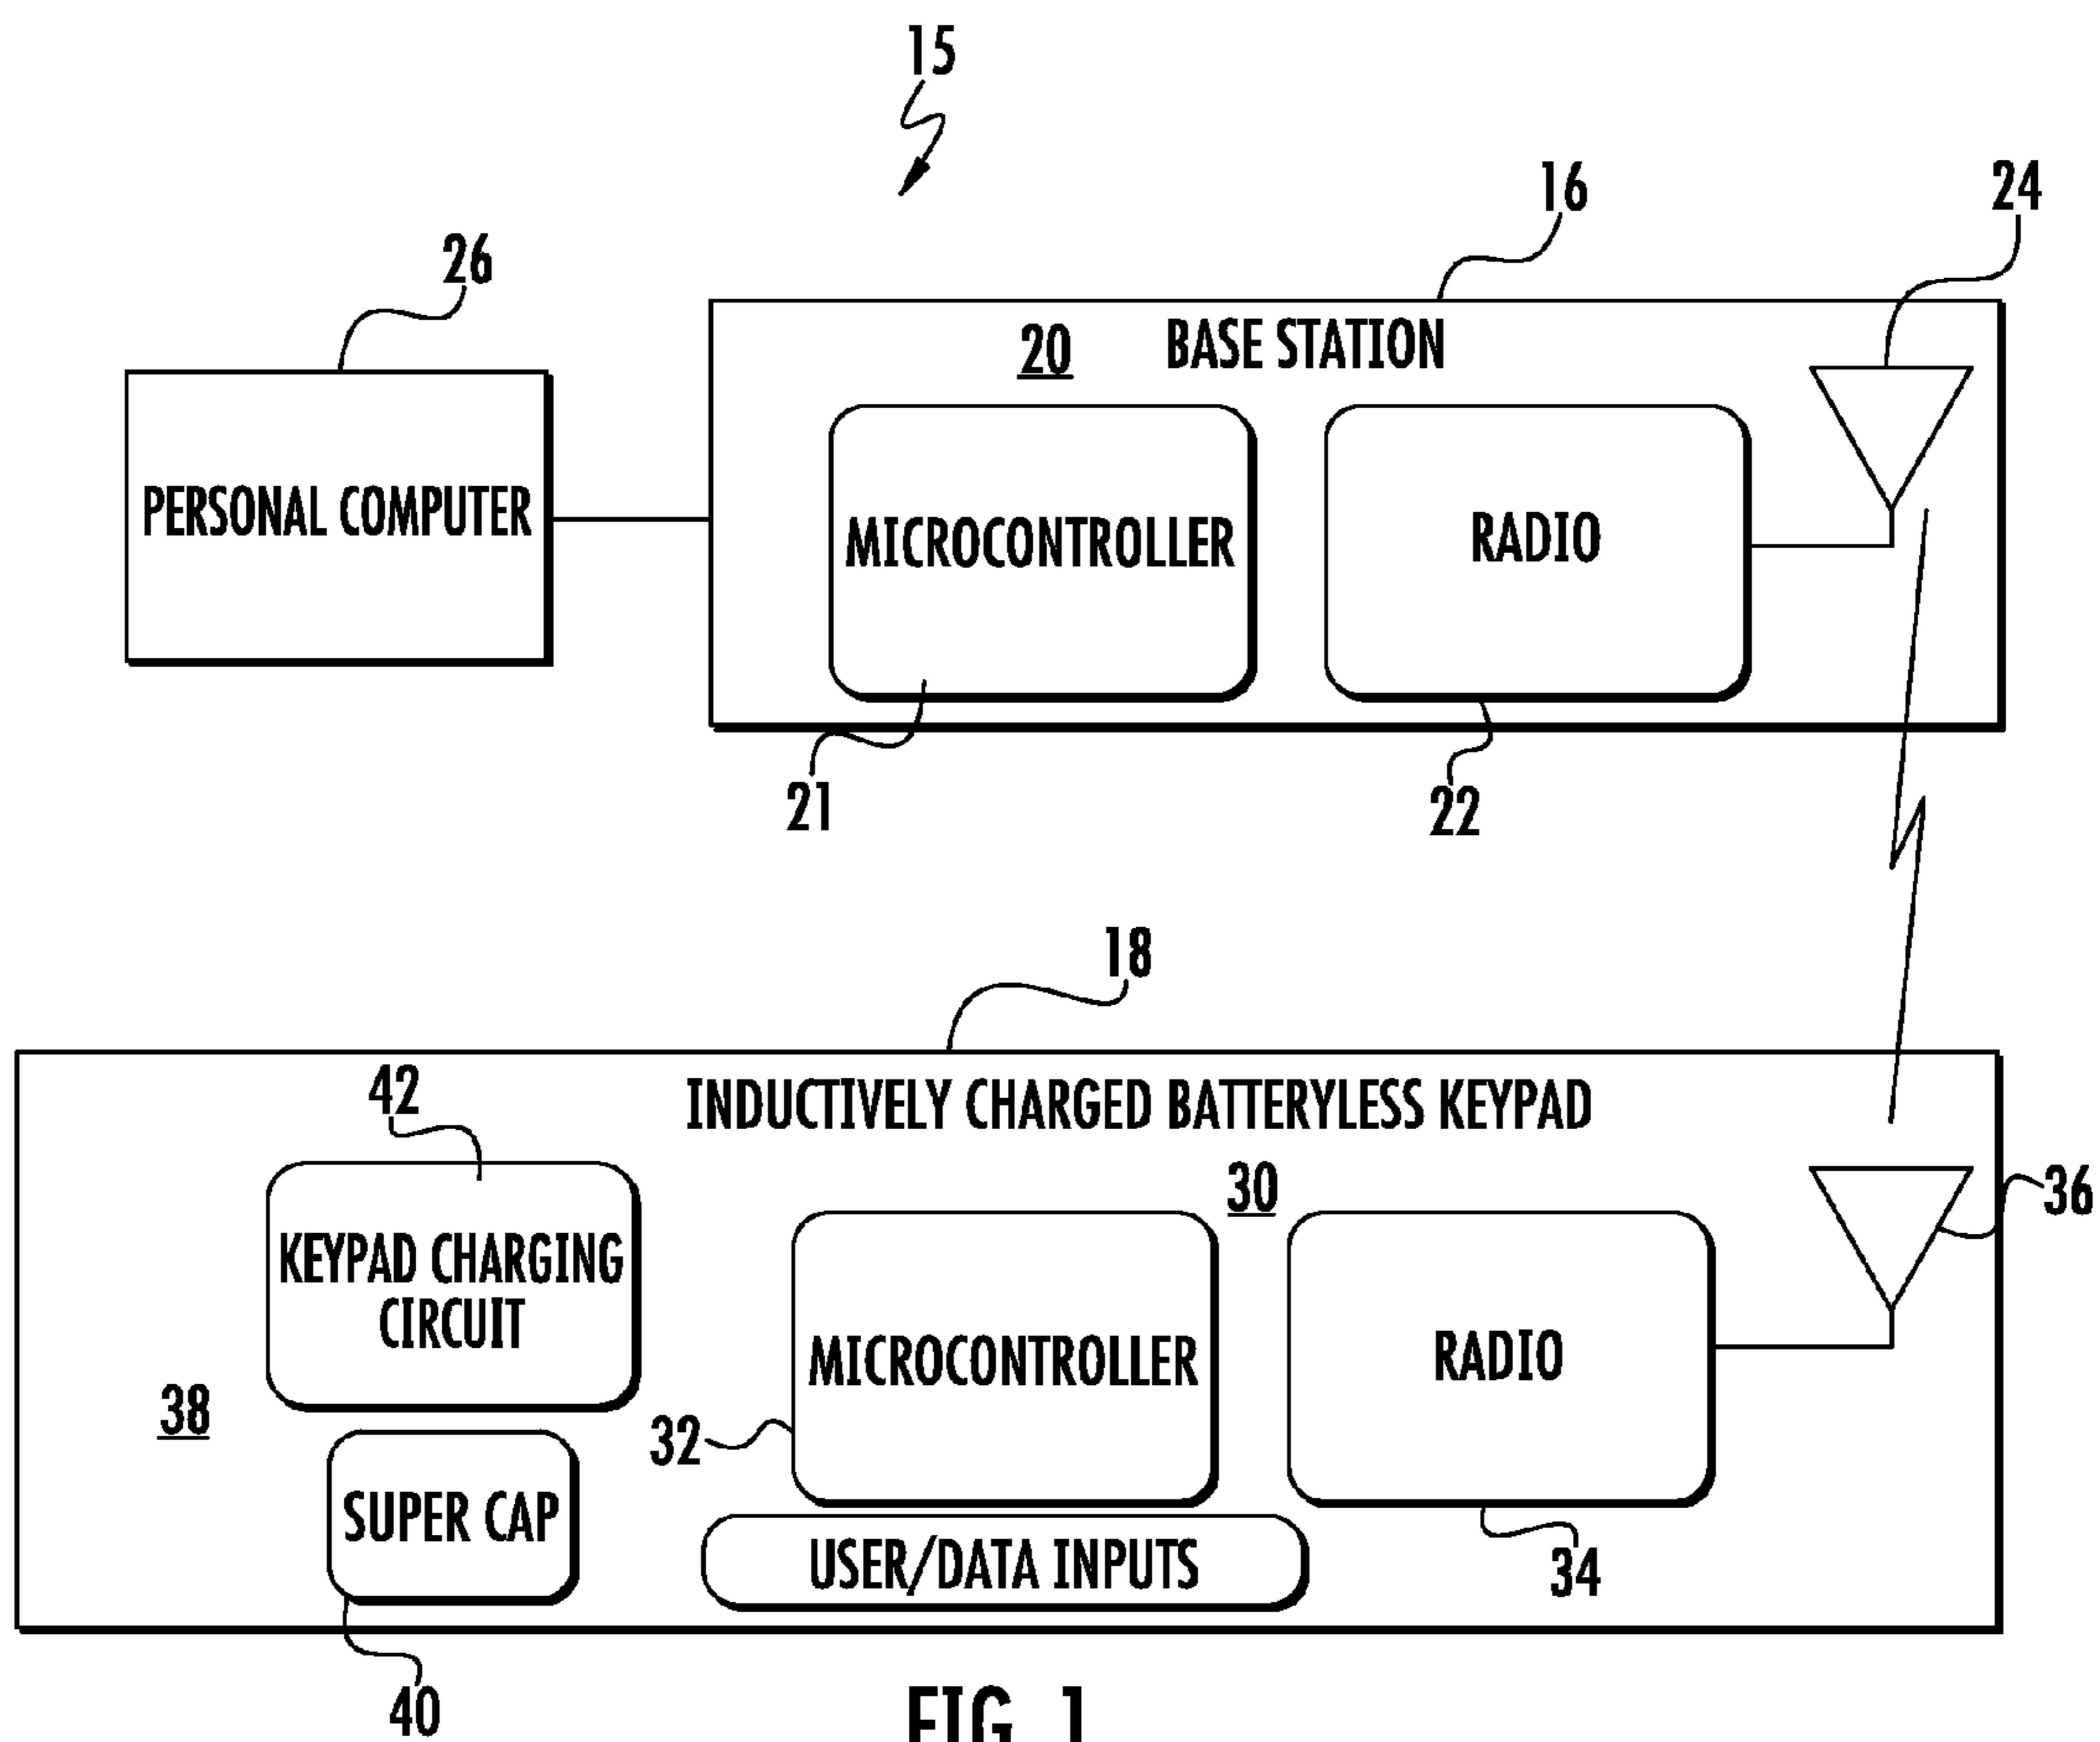 15
16
24
26
20
BASE STATION
PERSONAL COMPUTER
MICROCONTROLLER
RADIO
21
22
18
42
INDUCTIVELY CHARGED BATTERYLESS KEYPAD
30
36
KEYPAD CHARGING
CIRCUIT
MICROCONTROLLER
RADIO
38
32
SUPER CAP
USER/DATA INPUTS
34
40
FIG. 1